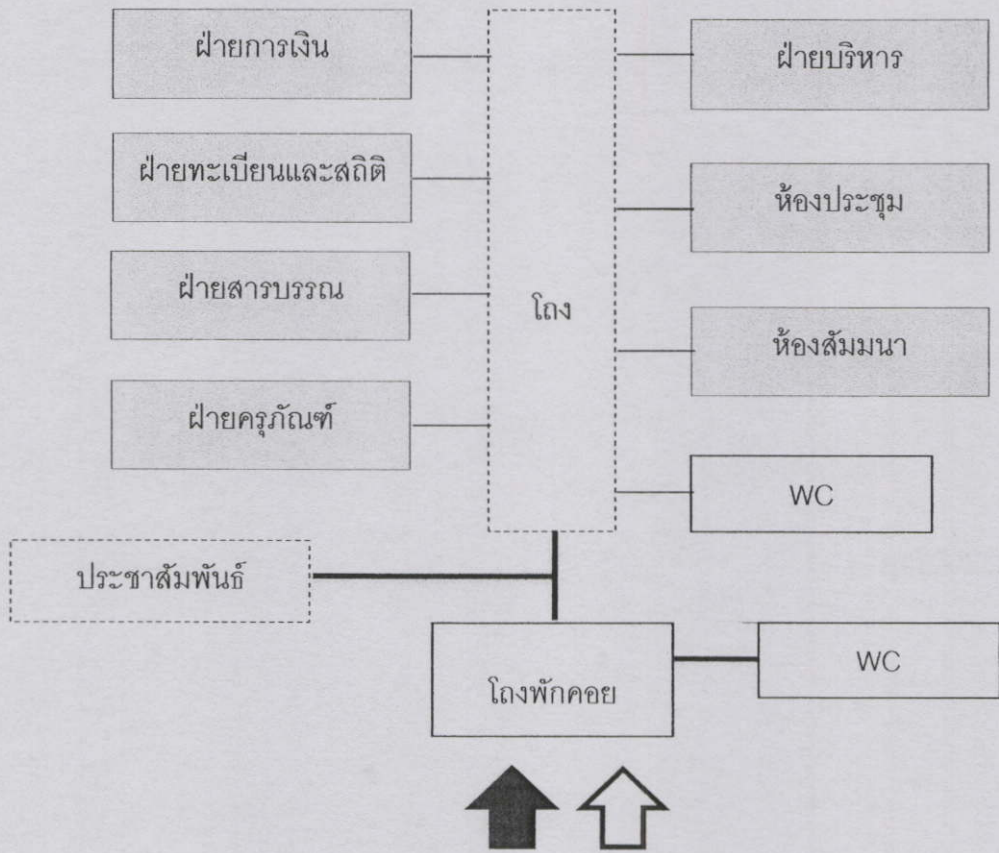 ฝ่ายการเงิน
ฝ่ายบริหาร
ฝ่ายทะเบียนและสถิติ
ห้องประชุม
ฝ่ายสารบรรณ
โถง
ห้องสัมมนา
ฝ่ายครุภัณฑ์
WC
ประชาสัมพันธ์
WC
โถงพักคอย